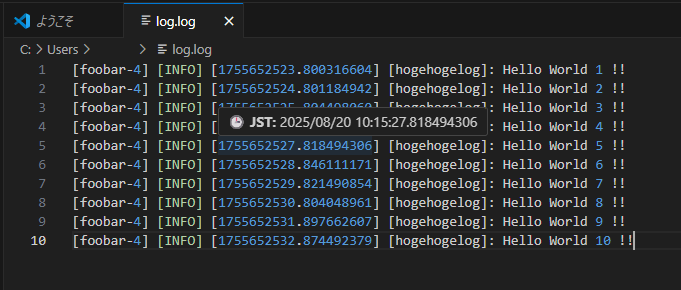 ようこそ
log.log
C: > Users > > log.log
1 [foobar-4] [INFO] [1755652523.800316604] [hogehogelog]: Hello World 1 !!
2 [foobar-4] [INFO] [1755652524.801184942] [hogehogelog]: Hello World 2 !!
3 [foobar-4] [INFO] [hogehogelog]: Hello World 3 !!
JST: 2025/08/20 10:15:27.818494306
4 [foobar-4] [INFO] Hello World 4 !!
5 [foobar-4] [INFO] [1755652527.818494306] [hogehogelog]: Hello World 5 !!
6 [foobar-4] [INFO] [1755652528.846111171] [hogehogelog]: Hello World 6 !!
7 [foobar-4] [INFO] [1755652529.821490854] [hogehogelog]: Hello World 7 !!
8 [foobar-4] [INFO] [1755652530.804048961] [hogehogelog]: Hello World 8 !!
9 [foobar-4] [INFO] [1755652531.897662607] [hogehogelog]: Hello World 9 !!
10 [foobar-4] [INFO] [1755652532.874492379] [hogehogelog]: Hello World 10 !!